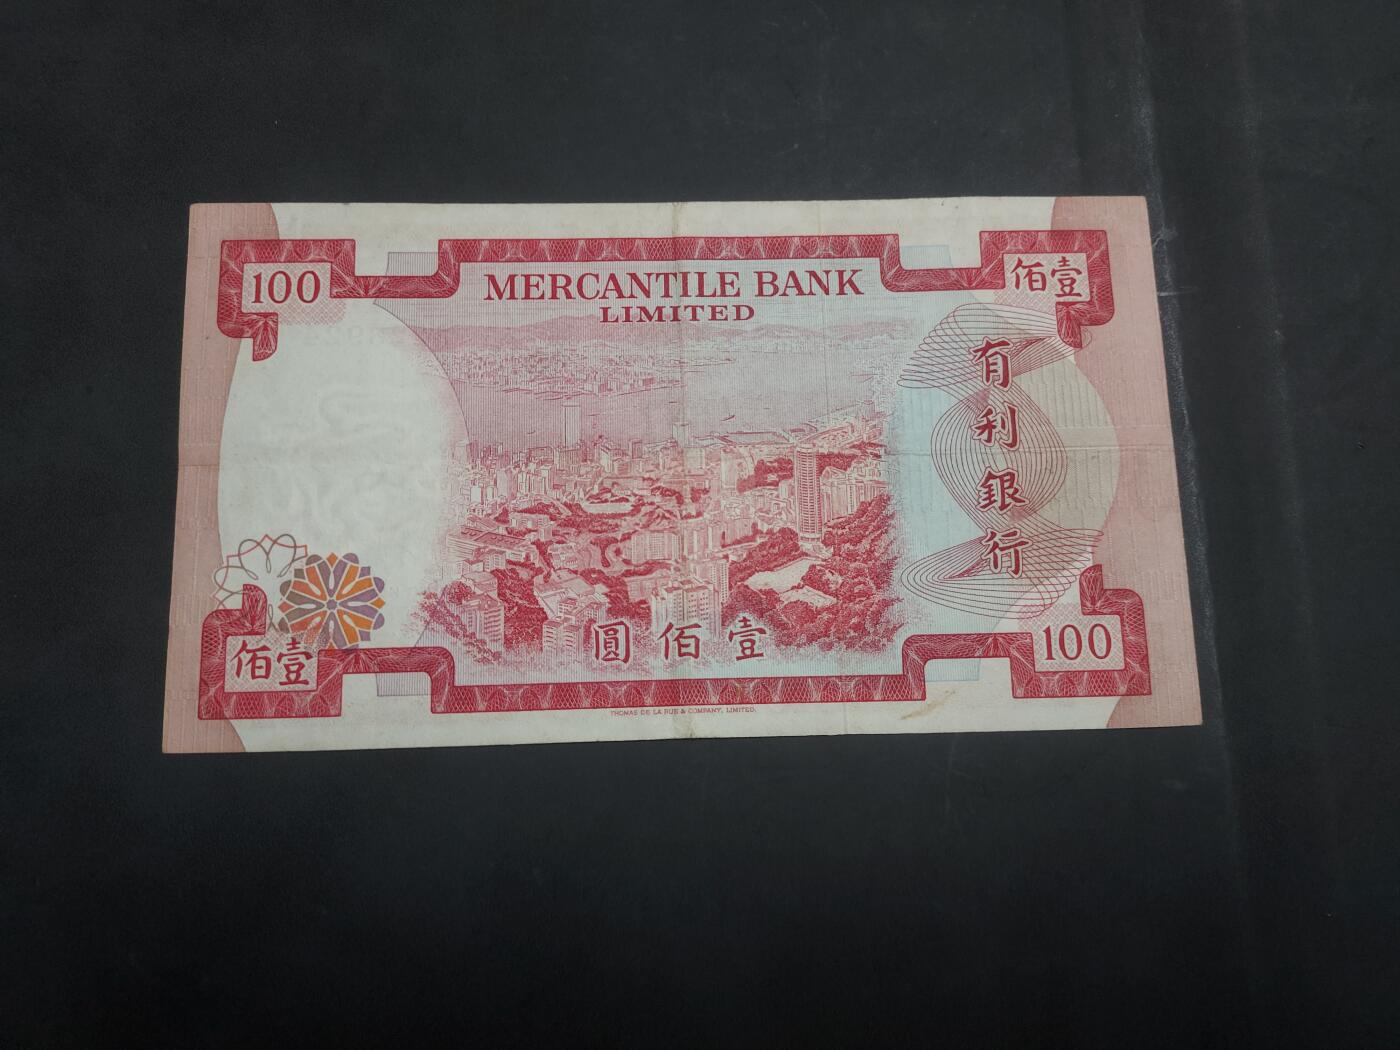 100
佰壹
MERCANTILE BANK
LIMITED
有利銀行
圓佰壹
佰壹
100
THOMAS DE LA RUE & COMPANY, LIMITED.